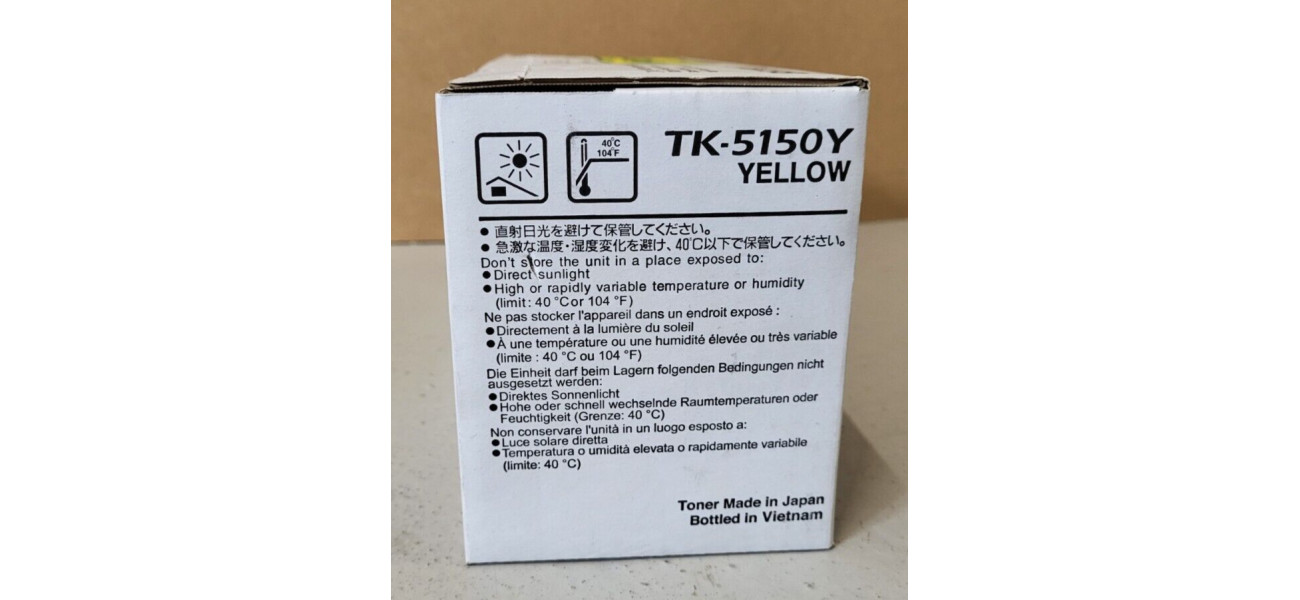 40°C
104°F
TK-5150Y
YELLOW
● 直射日光を避けて保管してください。
● 急激な温度・湿度変化を避け、40℃以下で保管してください。
Don't store the unit in a place exposed to:
●Direct sunlight
●High or rapidly variable temperature or humidity
(limit: 40 °C or 104 °F)
Ne pas stocker l'appareil dans un endroit exposé :
●Directement à la lumière du soleil
●À une température ou une humidité élevée ou très variable
(limite : 40 °C ou 104 °F)
Die Einheit darf beim Lagern folgenden Bedingungen nicht
ausgesetzt werden:
●Direktes Sonnenlicht
●Hohe oder schnell wechselnde Raumtemperaturen oder
Feuchtigkeit (Grenze: 40 °C)
Non conservare l'unità in un luogo esposto a:
●Luce solare diretta
●Temperatura o umidità elevata o rapidamente variabile
(limite: 40 °C)
Toner Made in Japan
Bottled in Vietnam